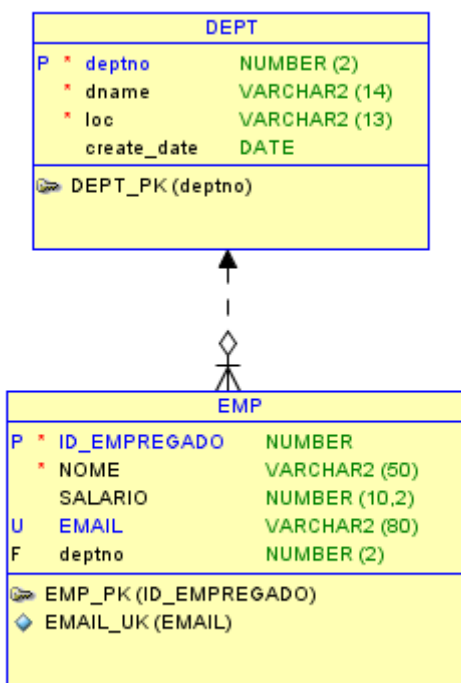 DEPT
P * deptno NUMBER (2)
* dname VARCHAR2 (14)
* loc VARCHAR2 (13)
create_date DATE
DEPT_PK (deptno)
EMP
P * ID_EMPREGADO NUMBER
* NOME VARCHAR2 (50)
SALARIO NUMBER (10,2)
U EMAIL VARCHAR2 (80)
F deptno NUMBER (2)
EMP_PK (ID_EMPREGADO)
EMAIL_UK (EMAIL)